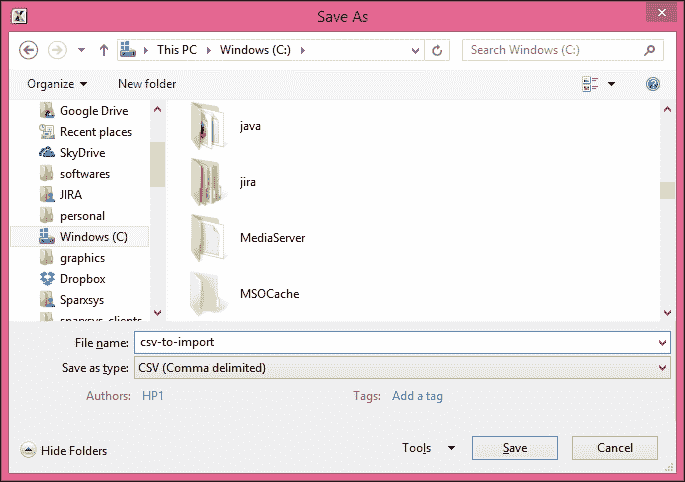 Save As
This PC Windows (C:) Search Windows (C:)
Organize New folder
Google Drive
Recent places
SkyDrive
softwares
JIRA
personal
Windows (C)
graphics
Dropbox
Sparxsys
sparxsys_clients
java
jira
MediaServer
MSOCache
File name: csv-to-import
Save as type: CSV (Comma delimited)
Authors: HP1 Tags: Add a tag
Hide Folders Tools Save Cancel